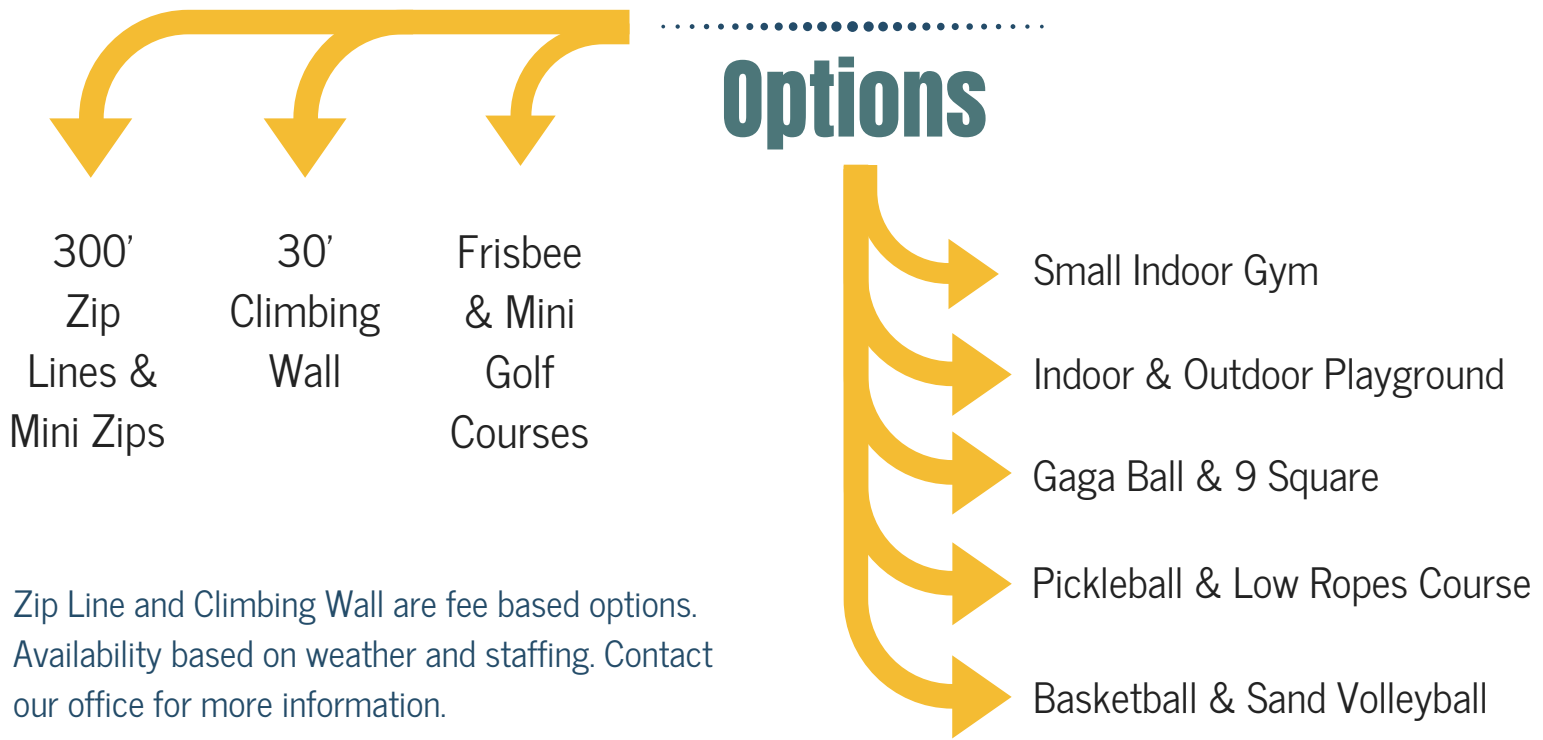 Options
300’
Zip
Lines &
Mini Zips
30’
Climbing
Wall
Frisbee
& Mini
Golf
Courses
Small Indoor Gym
Indoor & Outdoor Playground
Gaga Ball & 9 Square
Pickleball & Low Ropes Course
Basketball & Sand Volleyball
Zip Line and Climbing Wall are fee based options.
Availability based on weather and staffing. Contact
our office for more information.